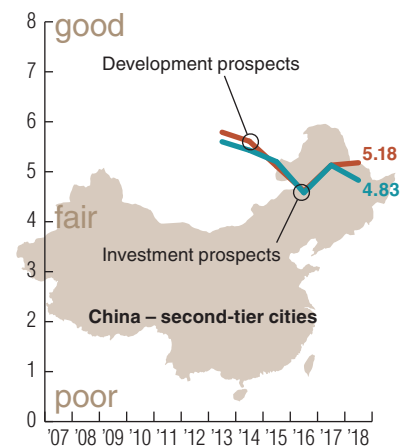 8
good
7
Development prospects
6
5
5.18
4.83
4
fair
Investment prospects
3
China – second-tier cities
2
1
poor
0
'07 '08 '09 '10 '11 '12 '13 '14 '15 '16 '17 '18